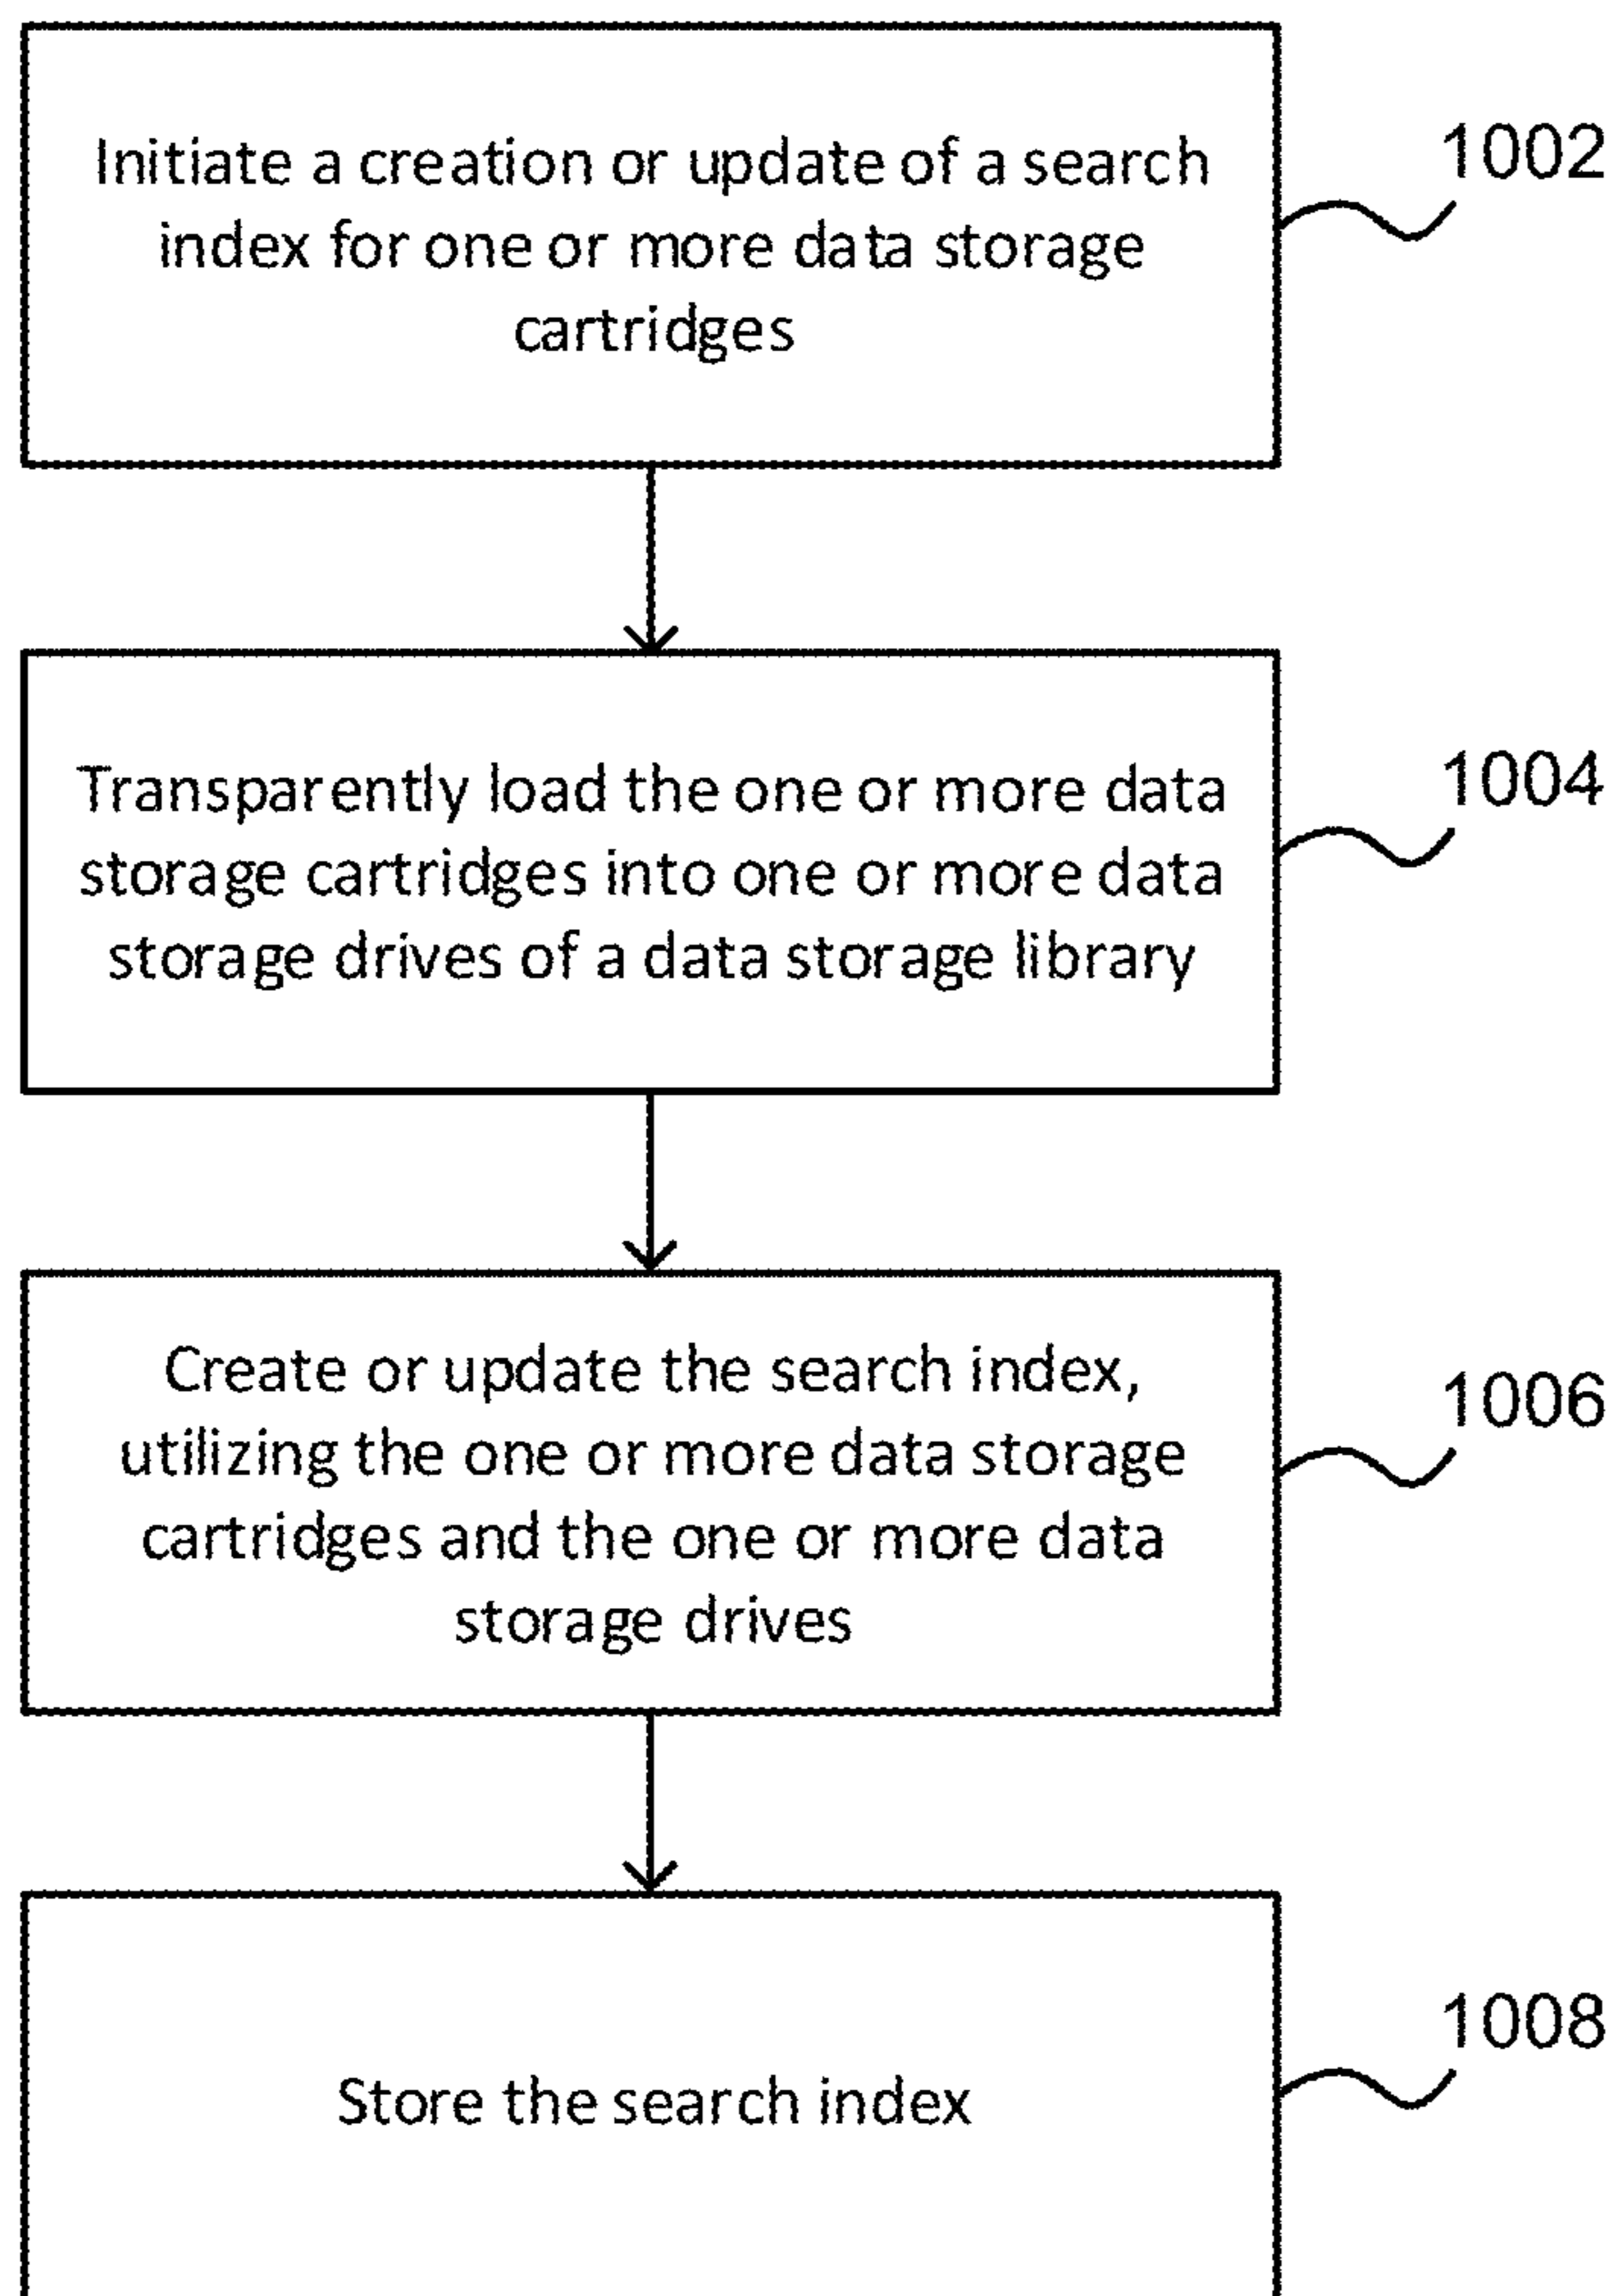 Initiate a creation or update of a search
index for one or more data storage
cartridges
1002
Transparently load the one or more data
storage cartridges into one or more data
storage drives of a data storage library
1004
Create or update the search index,
utilizing the one or more data storage
cartridges and the one or more data
storage drives
1006
Store the search index
1008